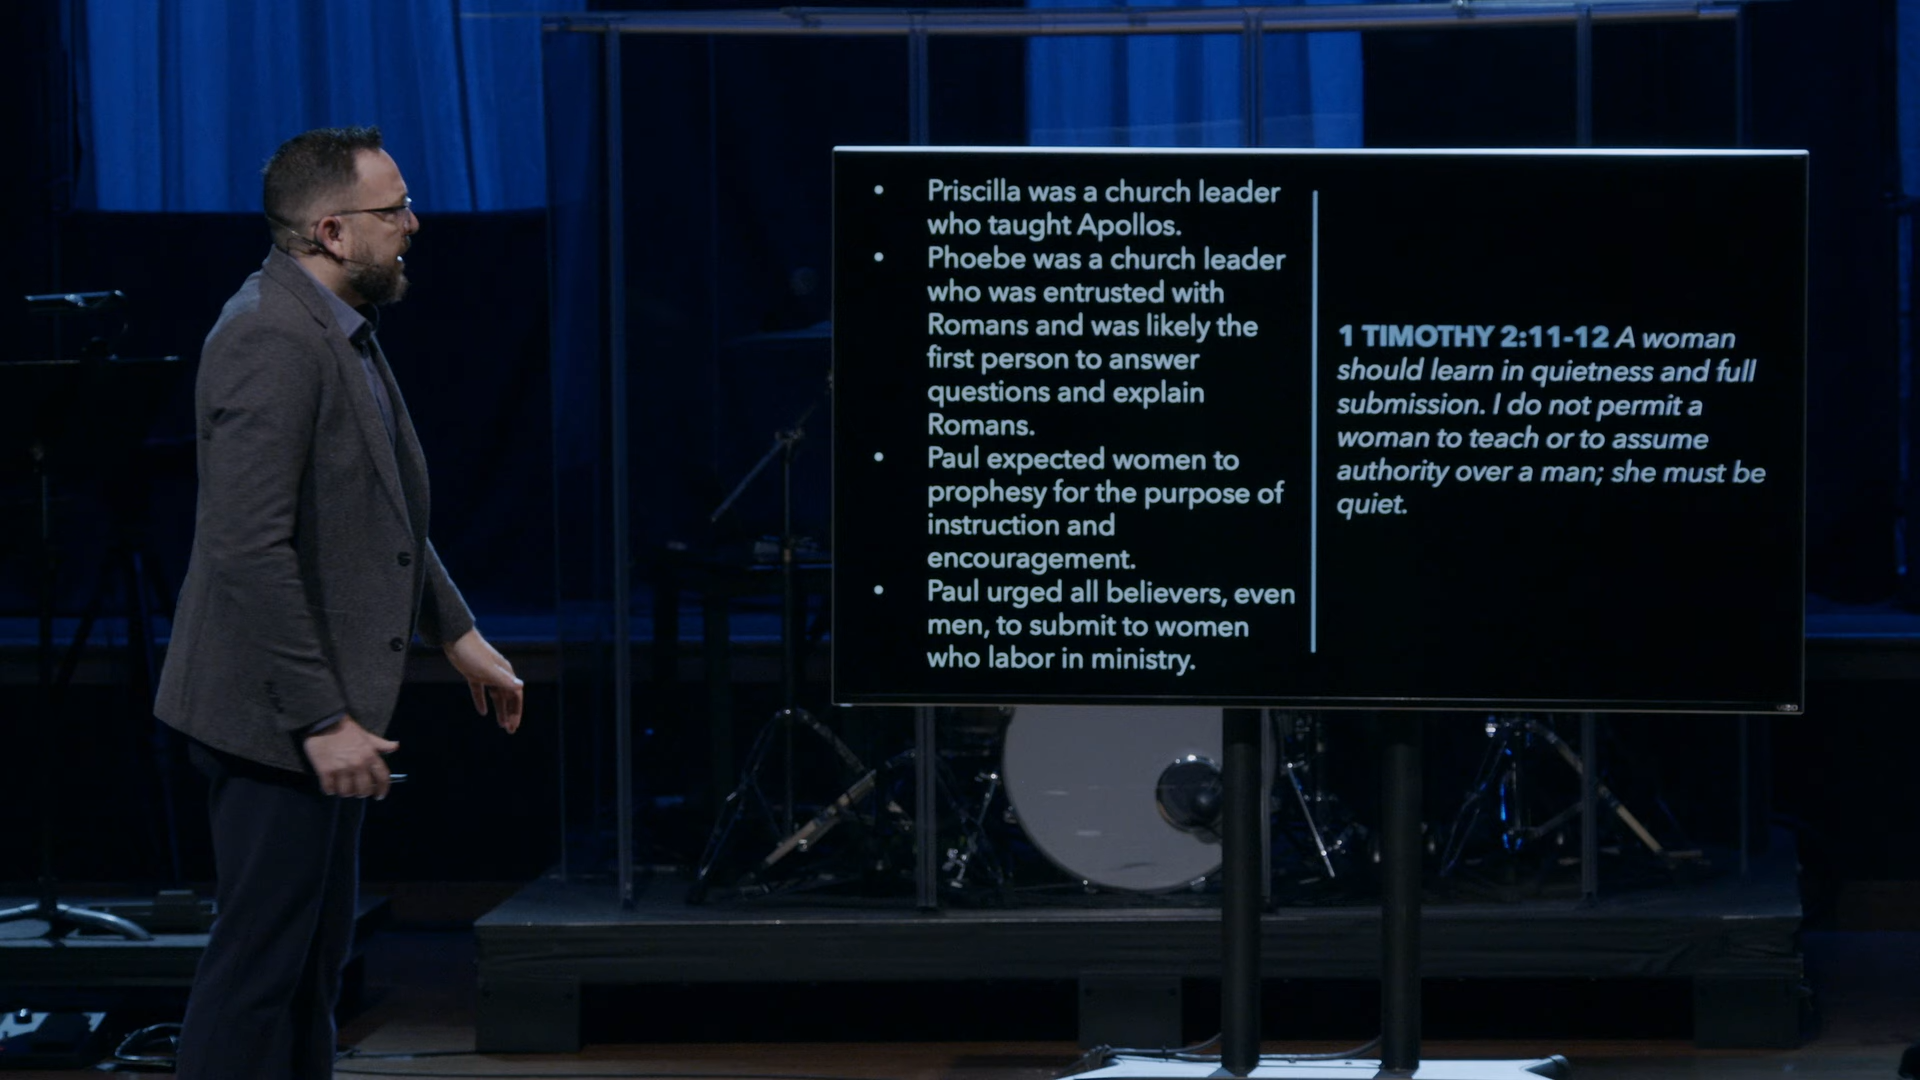 • Priscilla was a church leader
who taught Apollos.
• Phoebe was a church leader
who was entrusted with
Romans and was likely the
first person to answer
questions and explain
Romans.
• Paul expected women to
prophesy for the purpose of
instruction and
encouragement.
• Paul urged all believers, even
men, to submit to women
who labor in ministry.
1 TIMOTHY 2:11-12 A woman
should learn in quietness and full
submission. I do not permit a
woman to teach or to assume
authority over a man; she must be
quiet.
VIZIO